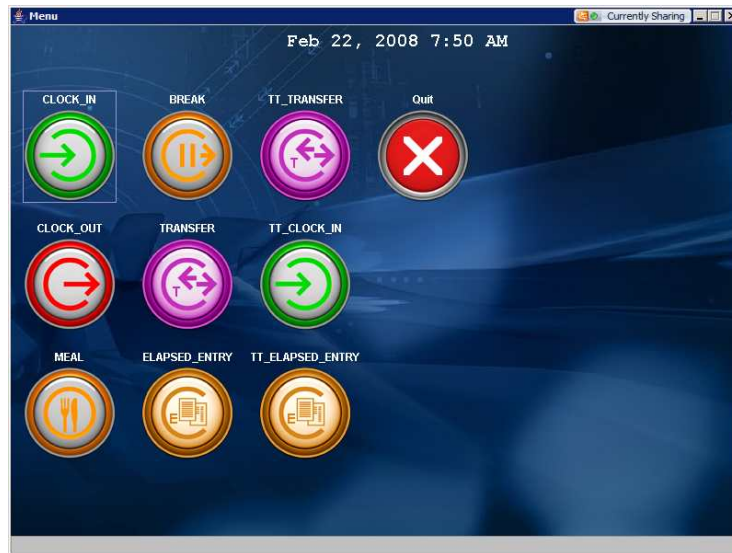 Menu
Currently Sharing
Feb 22, 2008 7:50 AM
CLOCK_IN BREAK TT_TRANSFER Quit
T
CLOCK_OUT TRANSFER TT_CLOCK_IN
T
MEAL ELAPSED_ENTRY TT_ELAPSED_ENTRY
E E